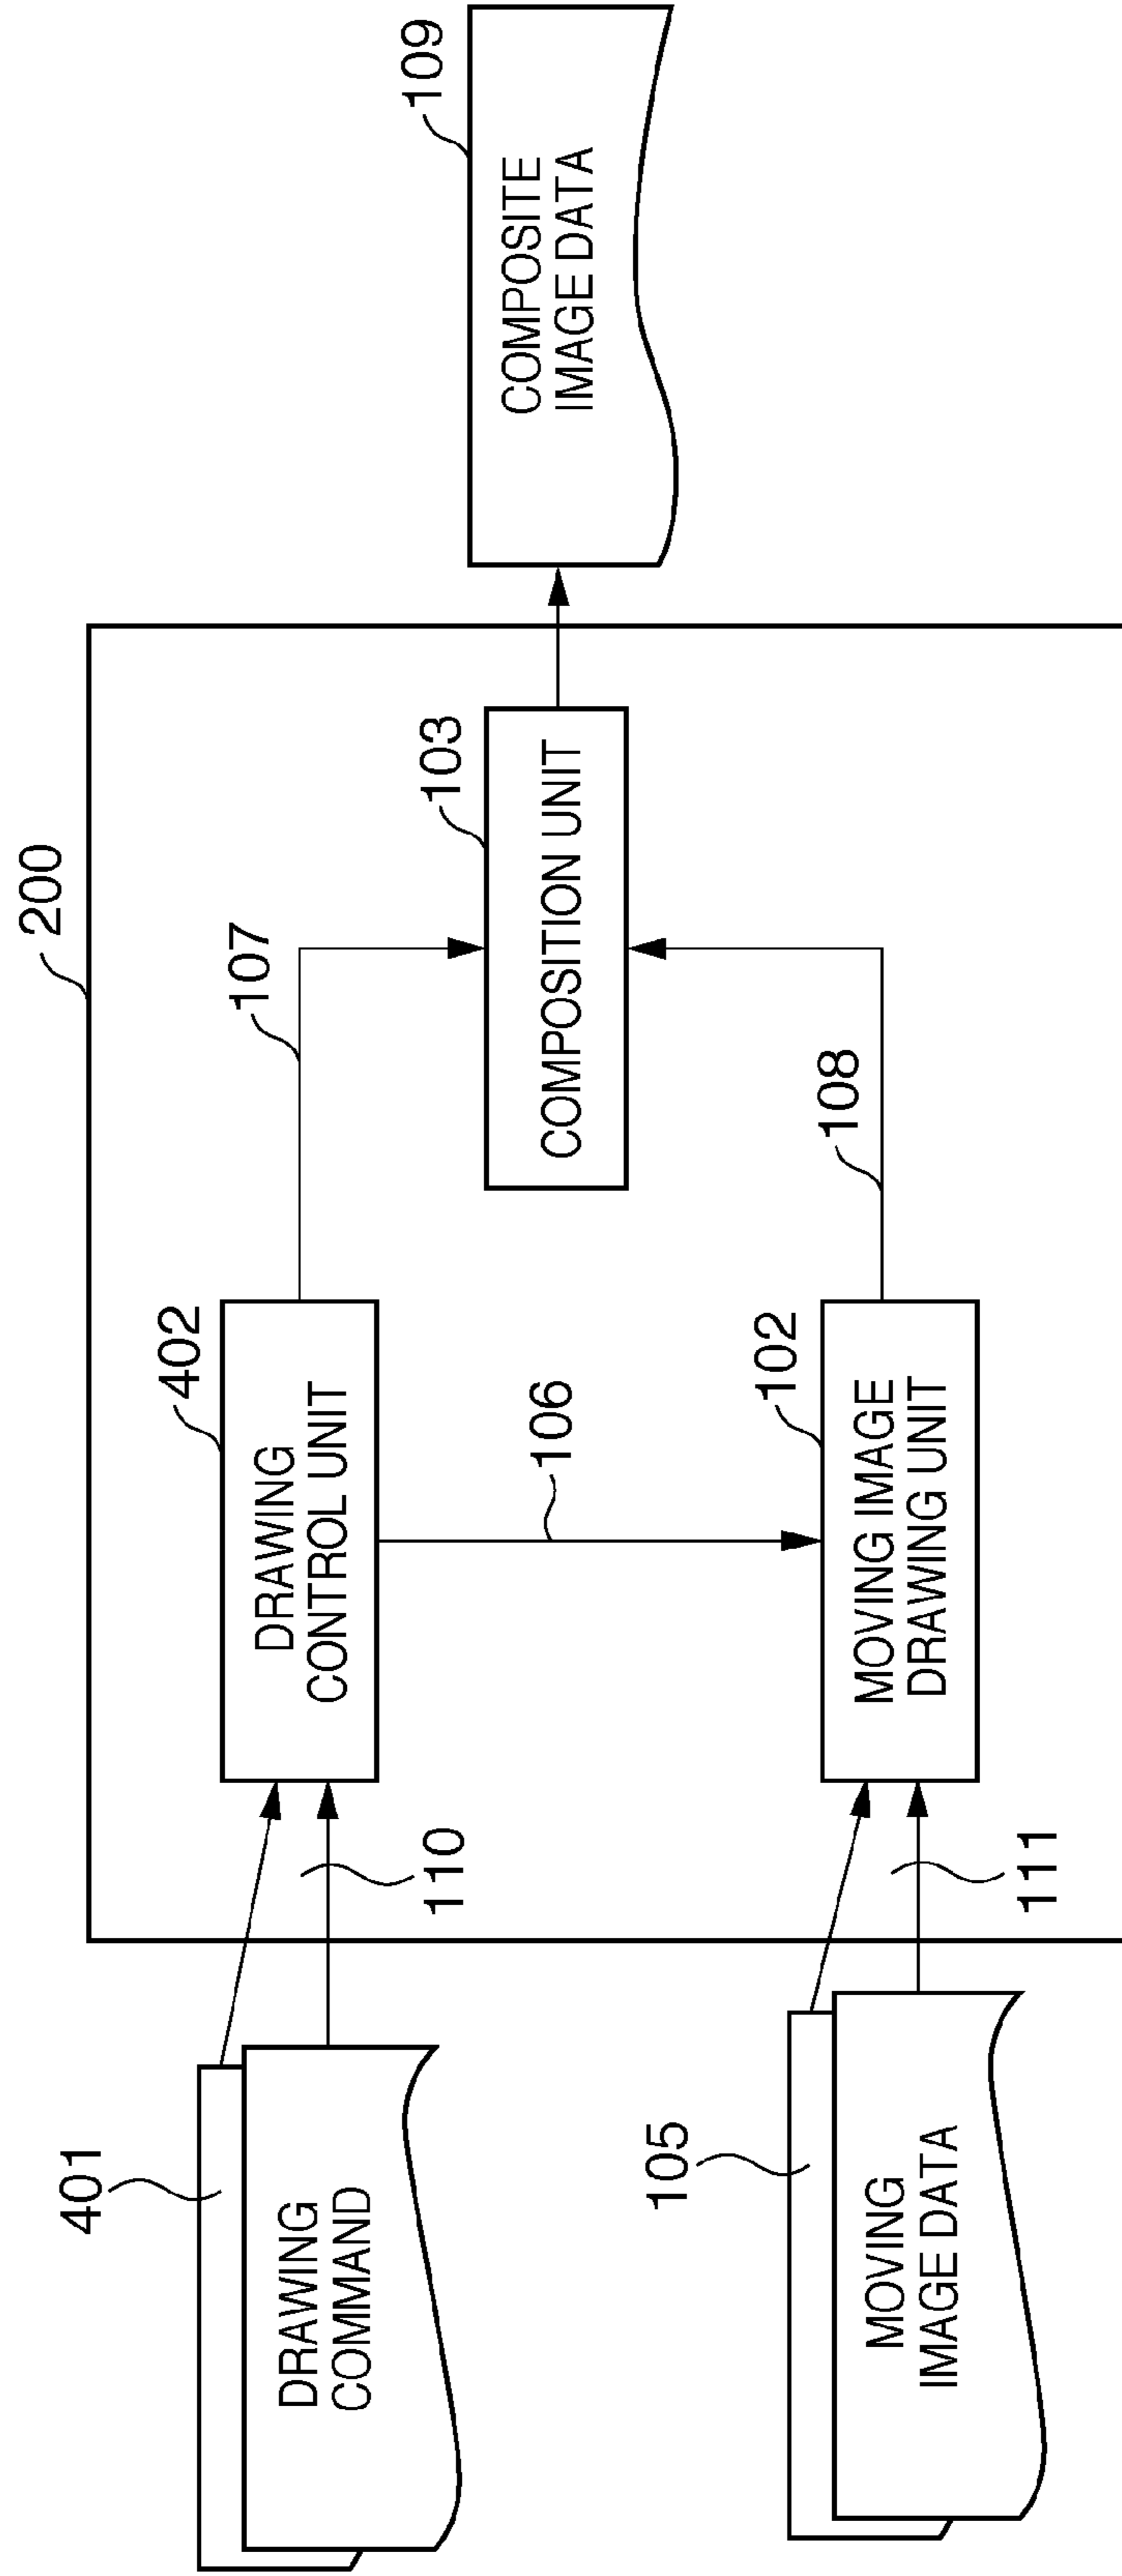 200
401
DRAWING
COMMAND
110
402
DRAWING
CONTROL UNIT
107
106
103
COMPOSITION UNIT
109
COMPOSITE
IMAGE DATA
105
MOVING
IMAGE DATA
111
102
MOVING IMAGE
DRAWING UNIT
108